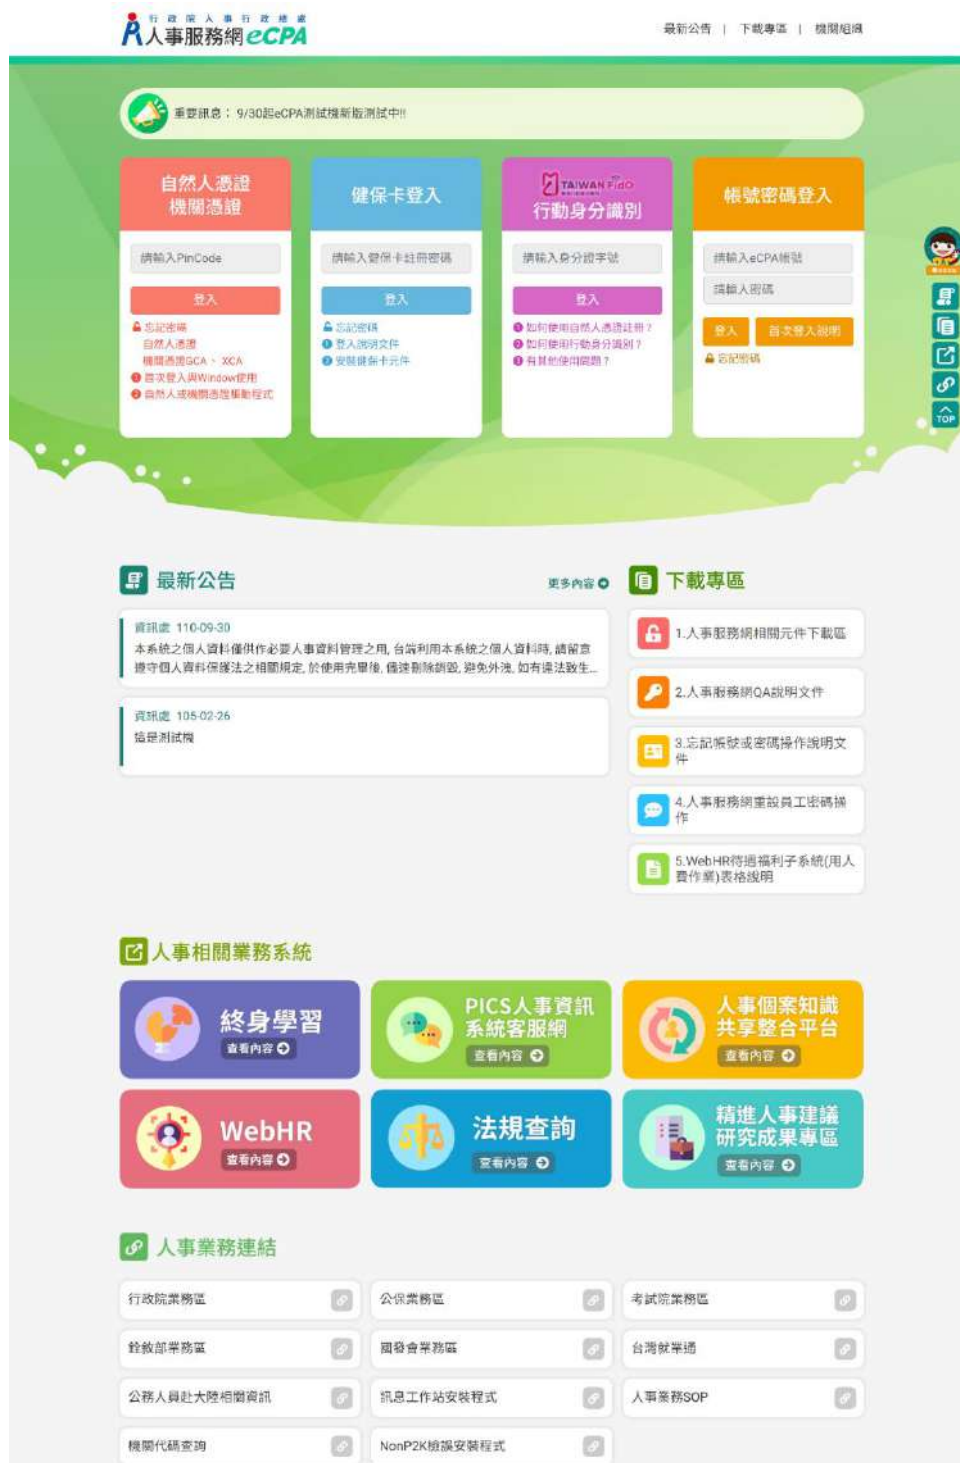 行政院人事行政總處
人事服務網 eCPA
最新公告 | 下載專區 | 機關組織
重要訊息： 9/30起eCPA測試機新版測試中!!
自然人憑證
機關憑證
請輸入PinCode
登入
忘記密碼
自然人憑證
機關憑證GCA、XCA
1 首次登入與Window使用
2 自然人或機關憑證驅動程式
健保卡登入
請輸入健保卡註冊密碼
登入
忘記密碼
1 登入說明文件
2 安裝健保卡元件
TAIWAN FidO
行動身分識別
請輸入身分證字號
登入
1 如何使用自然人憑證註冊？
2 如何使用行動身分識別？
3 有其他使用問題？
帳號密碼登入
請輸入eCPA帳號
請輸入密碼
登入
首次登入說明
忘記密碼
TOP
最新公告
更多內容
資訊處 110-09-30
本系統之個人資料僅供作必要人事資料管理之用, 台端利用本系統之個人資料時, 請留意
遵守個人資料保護法之相關規定, 於使用完畢後, 儘速刪除銷毀, 避免外洩, 如有違法致生...
資訊處 105-02-26
這是測試機
下載專區
1.人事服務網相關元件下載區
2.人事服務網QA說明文件
3.忘記帳號或密碼操作說明文
件
4.人事服務網重設員工密碼操
作
5.WebHR待遇福利子系統(用人
費作業)表格說明
人事相關業務系統
終身學習
查看內容
PICS人事資訊
系統客服網
查看內容
人事個案知識
共享整合平台
查看內容
WebHR
查看內容
法規查詢
查看內容
精進人事建議
研究成果專區
查看內容
人事業務連結
行政院業務區
公保業務區
考試院業務區
銓敘部業務區
國發會業務區
台灣就業通
公務人員赴大陸相關資訊
訊息工作站安裝程式
人事業務SOP
機關代碼查詢
NonP2K檢誤安裝程式